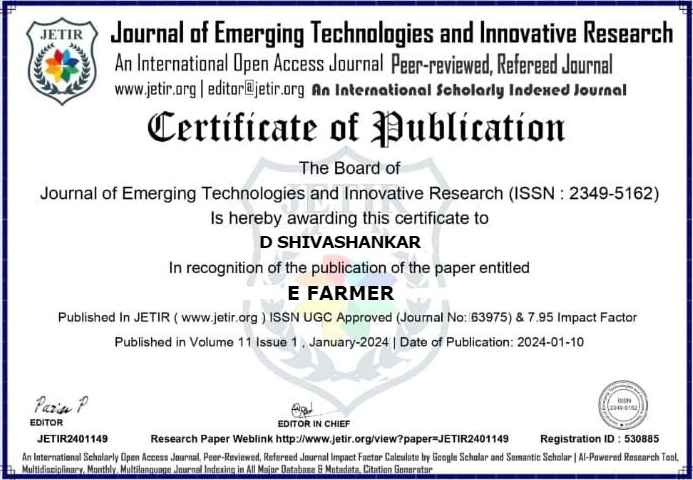 JETIR
Journal of Emerging Technologies and Innovative Research
An International Open Access Journal Peer-reviewed, Refereed Journal
www.jetir.org | editor@jetir.org An International Scholarly Indexed Journal
Certificate of Publication
The Board of
JETIR
Journal of Emerging Technologies and Innovative Research (ISSN : 2349-5162)
Is hereby awarding this certificate to
D SHIVASHANKAR
In recognition of the publication of the paper entitled
E FARMER
Published In JETIR ( www.jetir.org ) ISSN UGC Approved (Journal No: 63975) & 7.95 Impact Factor
Published in Volume 11 Issue 1 , January-2024 | Date of Publication: 2024-01-10
Pariza P
EDITOR
EDITOR IN CHIEF
ISSN
2349-5162
JETIR2401149
Research Paper Weblink http://www.jetir.org/view?paper=JETIR2401149
Registration ID : 530885
An International Scholarly Open Access Journal, Peer-Reviewed, Refereed Journal Impact Factor Calculate by Google Scholar and Semantic Scholar | AI-Powered Research Tool,
Multidisciplinary, Monthly, Multilanguage Journal Indexing in All Major Database & Metadata, Citation Generator